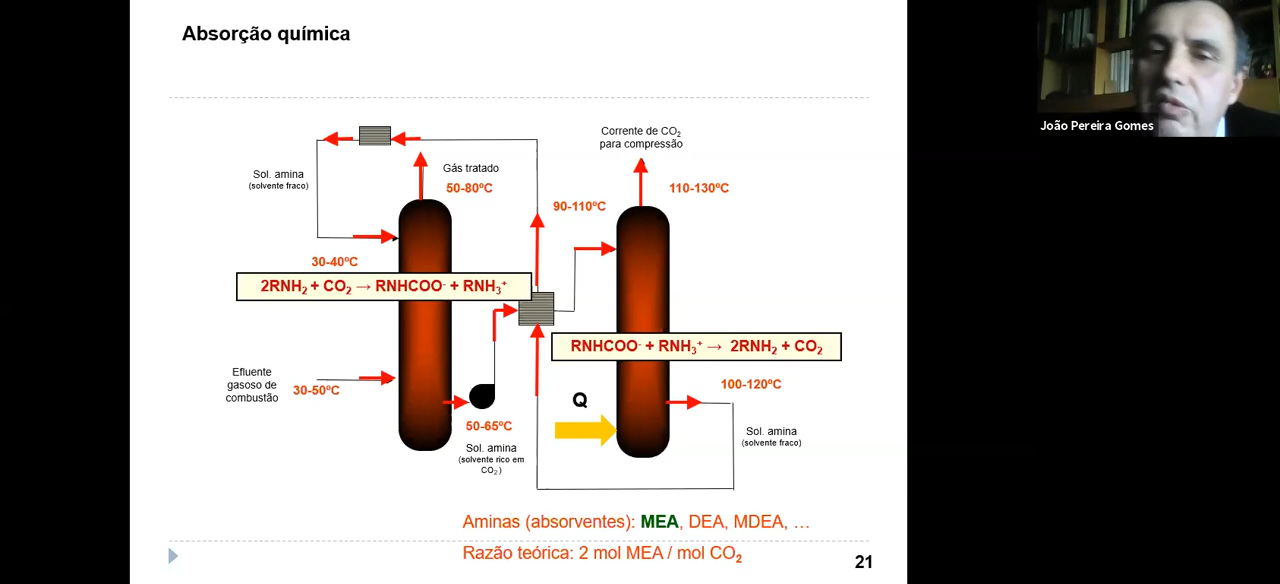 Absorção química
João Pereira Gomes
Corrente de CO₂
para compressão
Gás tratado
50-80ºC
110-130ºC
Sol. amina
(solvente fraco)
90-110ºC
30-40ºC
2RNH₂ + CO₂ → RNHCOO⁻ + RNH₃⁺
RNHCOO⁻ + RNH₃⁺ → 2RNH₂ + CO₂
Efluente
gasoso de
combustão
30-50ºC
100-120ºC
Q
50-65ºC
Sol. amina
(solvente rico em
CO₂)
Sol. amina
(solvente fraco)
Aminas (absorventes): MEA, DEA, MDEA, …
Razão teórica: 2 mol MEA / mol CO₂
21